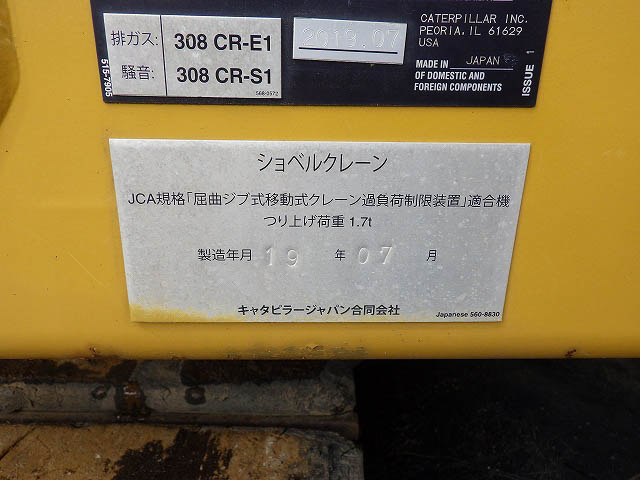 排ガス: 308 CR-E1
騒音: 308 CR-S1
568-0572
515-7905
2019.07
CATERPILLAR INC.
PEORIA, IL 61629
USA
MADE IN JAPAN
OF DOMESTIC AND
FOREIGN COMPONENTS
ISSUE 1
ショベルクレーン
JCA規格「屈曲ジブ式移動式クレーン過負荷制限装置」適合機
つり上げ荷重 1.7t
製造年月 19 年 07 月
キャタピラージャパン合同会社
Japanese 560-8830